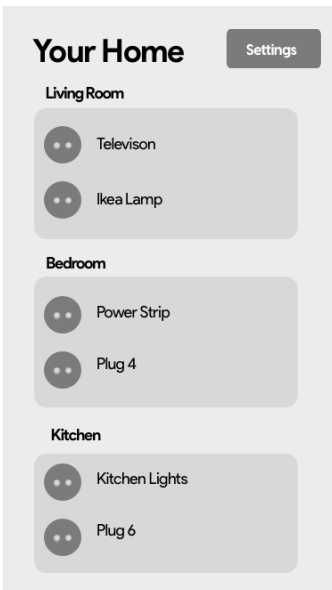 Your Home
Settings
Living Room
Televison
Ikea Lamp
Bedroom
Power Strip
Plug 4
Kitchen
Kitchen Lights
Plug 6